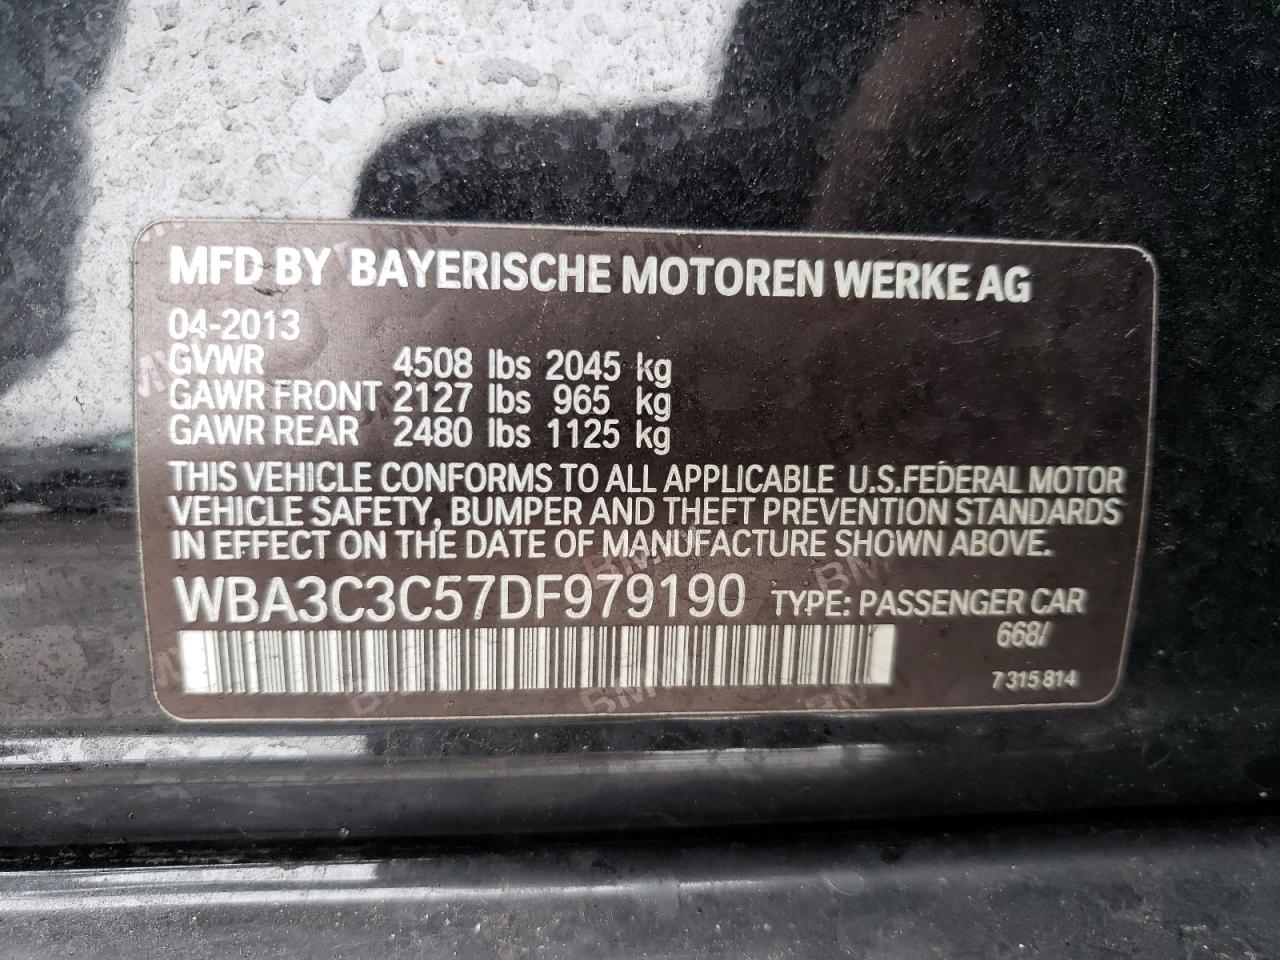 MFD BY BAYERISCHE MOTOREN WERKE AG
04-2013
GVWR 4508 lbs 2045 kg
GAWR FRONT 2127 lbs 965 kg
GAWR REAR 2480 lbs 1125 kg
THIS VEHICLE CONFORMS TO ALL APPLICABLE U.S.FEDERAL MOTOR
VEHICLE SAFETY, BUMPER AND THEFT PREVENTION STANDARDS
IN EFFECT ON THE DATE OF MANUFACTURE SHOWN ABOVE.
WBA3C3C57DF979190 TYPE: PASSENGER CAR
668/
7 315 814